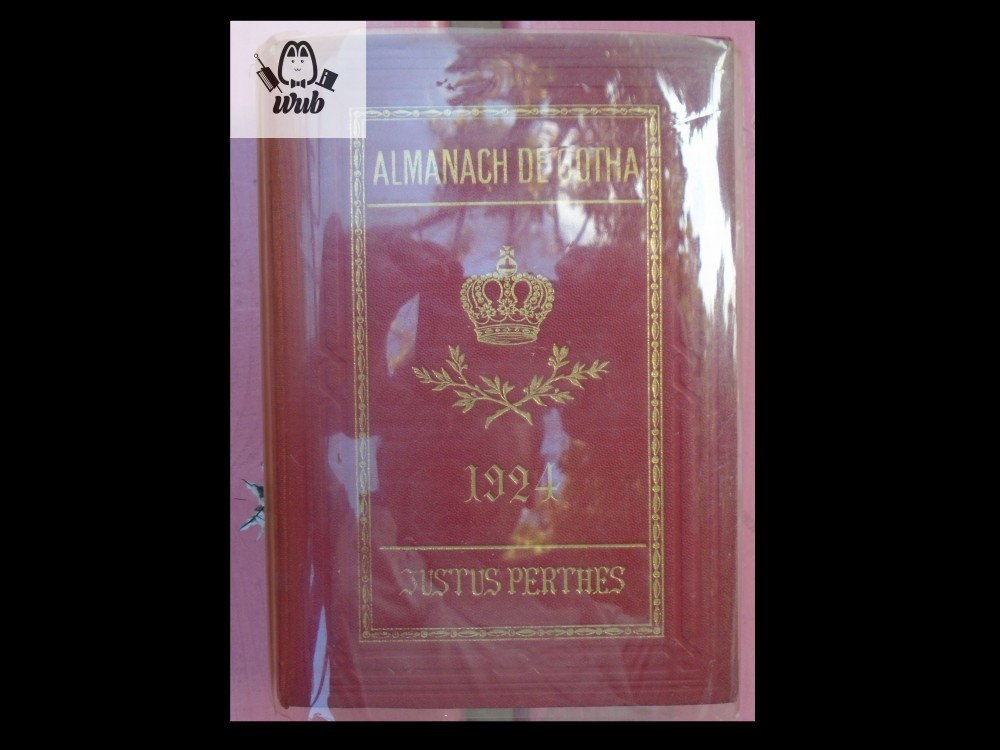 wub
ALMANACH DE GOTHA
1924
JUSTUS PERTHES